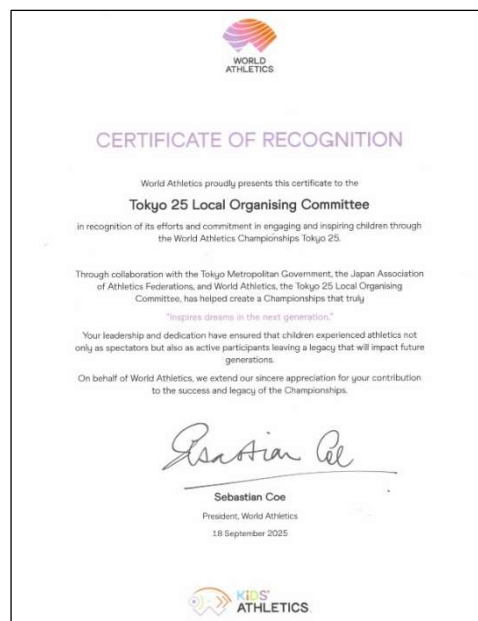 WORLD
ATHLETICS
CERTIFICATE OF RECOGNITION
World Athletics proudly presents this certificate to the
Tokyo 25 Local Organising Committee
in recognition of its efforts and commitment in engaging and inspiring children through
the World Athletics Championships Tokyo 25.
Through collaboration with the Tokyo Metropolitan Government, the Japan Association
of Athletics Federations, and World Athletics, the Tokyo 25 Local Organising
Committee, has helped create a Championships that truly
"Inspires dreams in the next generation."
Your leadership and dedication have ensured that children experienced athletics not
only as spectators but also as active participants leaving a legacy that will impact future
generations.
On behalf of World Athletics, we extend our sincere appreciation for your contribution
to the success and legacy of the Championships.
Sebastian Coe
Sebastian Coe
President, World Athletics
18 September 2025
KiDS'
ATHLETICS